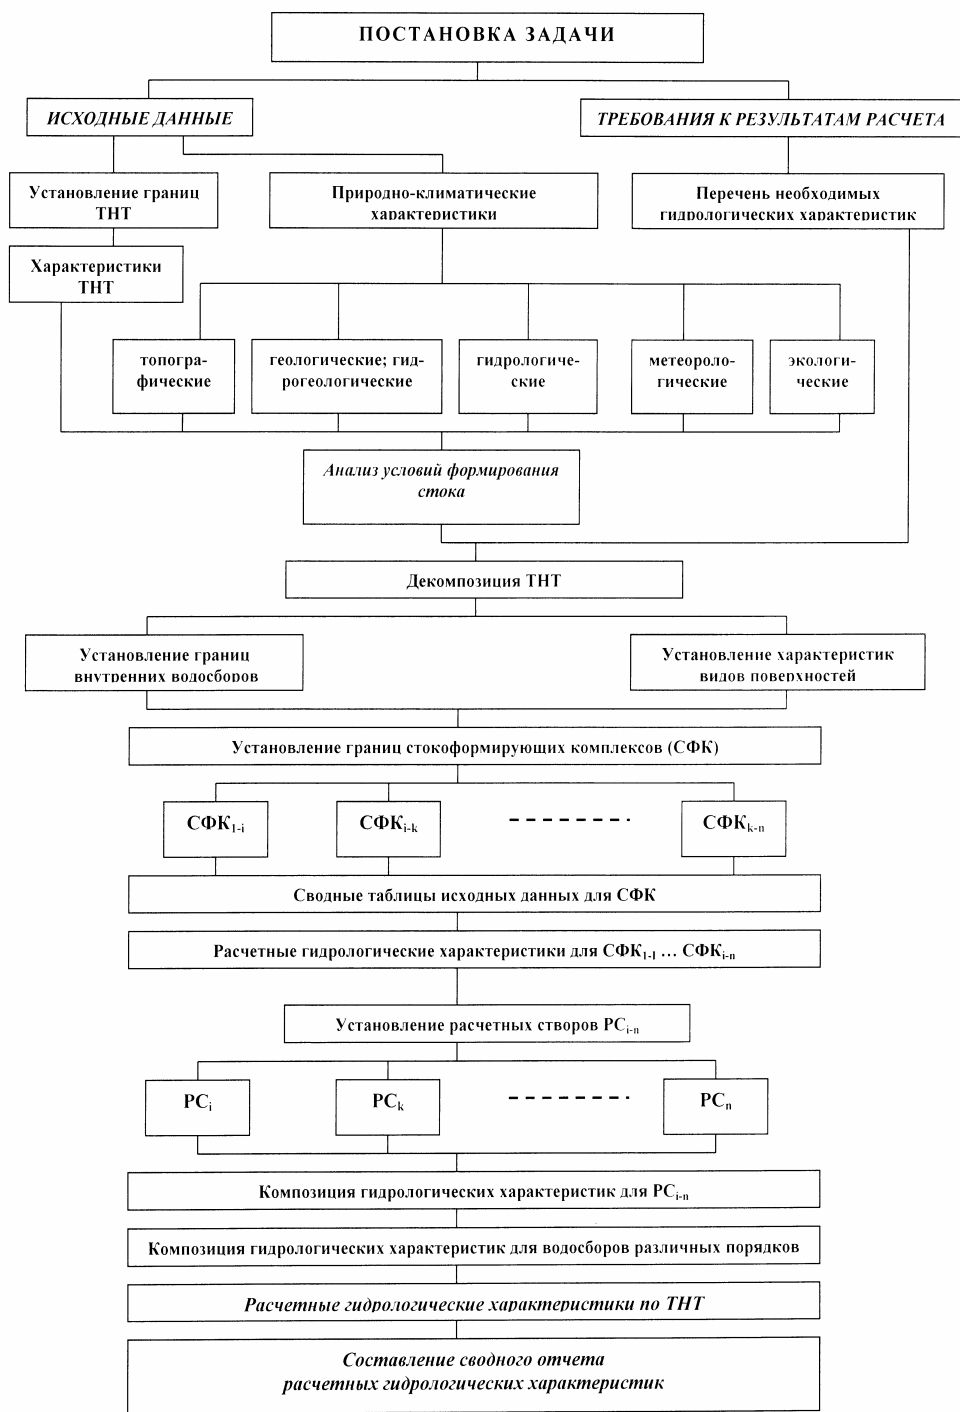 ПОСТАНОВКА ЗАДАЧИ
ИСХОДНЫЕ ДАННЫЕ
ТРЕБОВАНИЯ К РЕЗУЛЬТАТАМ РАСЧЕТА
Установление границ
ТНТ
Природно-климатические
характеристики
Перечень необходимых
гидрологических характеристик
Характеристики
ТНТ
топогра-
фические
геологические; гид-
рогеологические
гидрологиче-
ские
метеороло-
гические
экологи-
ческие
Анализ условий формирования
стока
Декомпозиция ТНТ
Установление границ
внутренних водосборов
Установление характеристик
видов поверхностей
Установление границ стокоформирующих комплексов (СФК)
СФК1-i
СФКi-k
СФКk-n
Сводные таблицы исходных данных для СФК
Расчетные гидрологические характеристики для СФК1-1 … СФКi-n
Установление расчетных створов РСi-n
РСi
РСk
РСn
Композиция гидрологических характеристик для РСi-n
Композиция гидрологических характеристик для водосборов различных порядков
Расчетные гидрологические характеристики по ТНТ
Составление сводного отчета
расчетных гидрологических характеристик